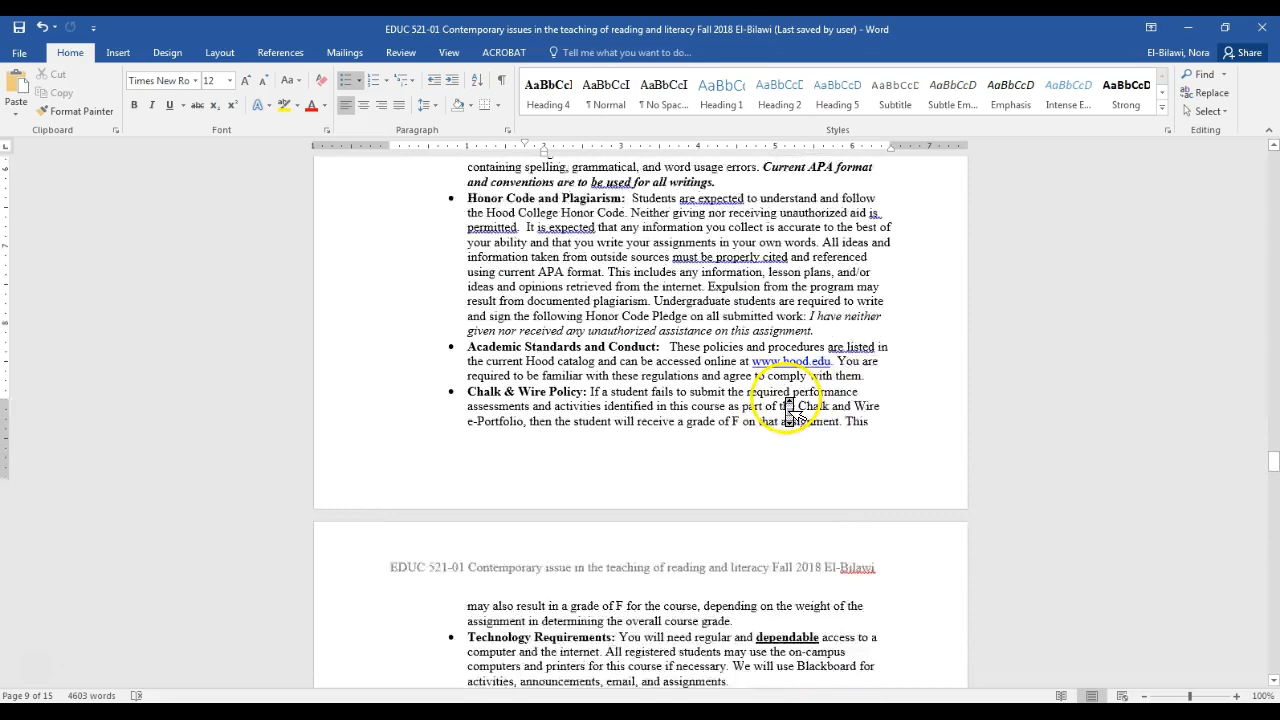 EDUC 521-01 Contemporary issues in the teaching of reading and literacy Fall 2018 El-Bilawi (Last saved by user) - Word
File Home Insert Design Layout References Mailings Review View ACROBAT Tell me what you want to do... El-Bilawi, Nora Share
Cut
Copy
Paste
Format Painter
Times New Ro 12
Find
Replace
Select
AaBbCcI AaBbCcI AaBbCcI AaBbCc AaBbCcI AaBbCcI AaBbCcD AaBbCcDt AaBbCcDt AaBbCcDt AaBbCcD
Heading 4 ¶ Normal ¶ No Spac... Heading 1 Heading 2 Heading 5 Subtitle Subtle Em... Emphasis Intense E... Strong
Clipboard Font Paragraph Styles Editing
containing spelling, grammatical, and word usage errors. Current APA format
and conventions are to be used for all writings.
• Honor Code and Plagiarism: Students are expected to understand and follow
the Hood College Honor Code. Neither giving nor receiving unauthorized aid is
permitted. It is expected that any information you collect is accurate to the best of
your ability and that you write your assignments in your own words. All ideas and
information taken from outside sources must be properly cited and referenced
using current APA format. This includes any information, lesson plans, and/or
ideas and opinions retrieved from the internet. Expulsion from the program may
result from documented plagiarism. Undergraduate students are required to write
and sign the following Honor Code Pledge on all submitted work: I have neither
given nor received any unauthorized assistance on this assignment.
• Academic Standards and Conduct: These policies and procedures are listed in
the current Hood catalog and can be accessed online at www.hood.edu. You are
required to be familiar with these regulations and agree to comply with them.
• Chalk & Wire Policy: If a student fails to submit the required performance
assessments and activities identified in this course as part of the Chalk and Wire
e-Portfolio, then the student will receive a grade of F on that assignment. This
EDUC 521-01 Contemporary issue in the teaching of reading and literacy Fall 2018 El-Bilawi
may also result in a grade of F for the course, depending on the weight of the
assignment in determining the overall course grade.
• Technology Requirements: You will need regular and dependable access to a
computer and the internet. All registered students may use the on-campus
computers and printers for this course if necessary. We will use Blackboard for
activities, announcements, email, and assignments.
Page 9 of 15 4603 words 100%